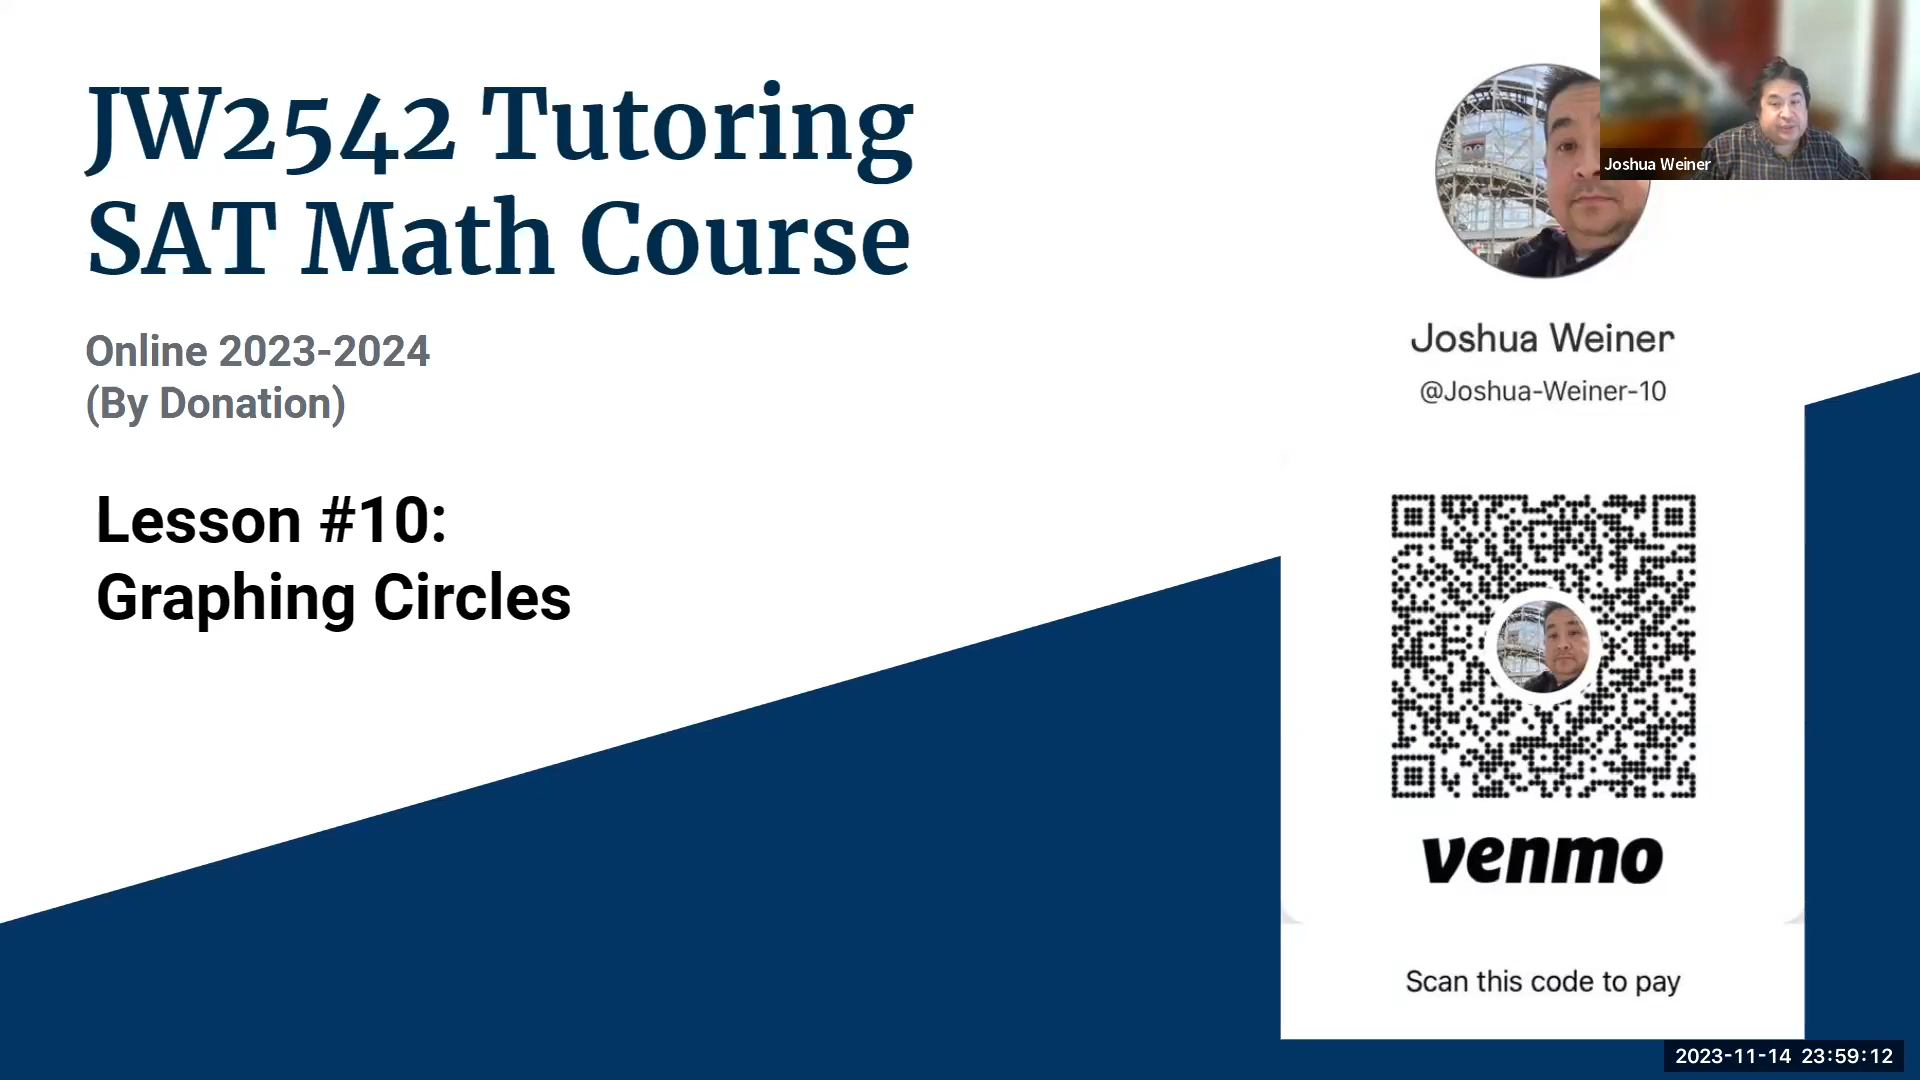 JW2542 Tutoring
SAT Math Course
Online 2023-2024
(By Donation)
Lesson #10:
Graphing Circles
Joshua Weiner
Joshua Weiner
@Joshua-Weiner-10
venmo
Scan this code to pay
2023-11-14 23:59:12